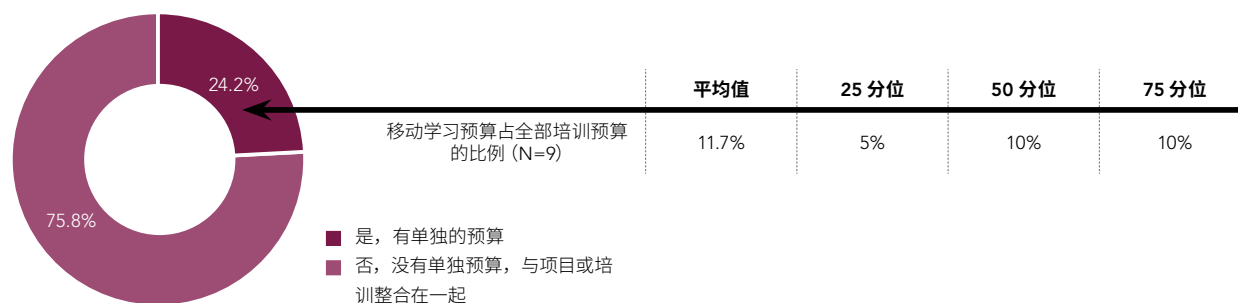 24.2%
75.8%
平均值 25 分位 50 分位 75 分位
移动学习预算占全部培训预算
的比例（N=9） 11.7% 5% 10% 10%
是，有单独的预算
否，没有单独预算，与项目或培
训整合在一起